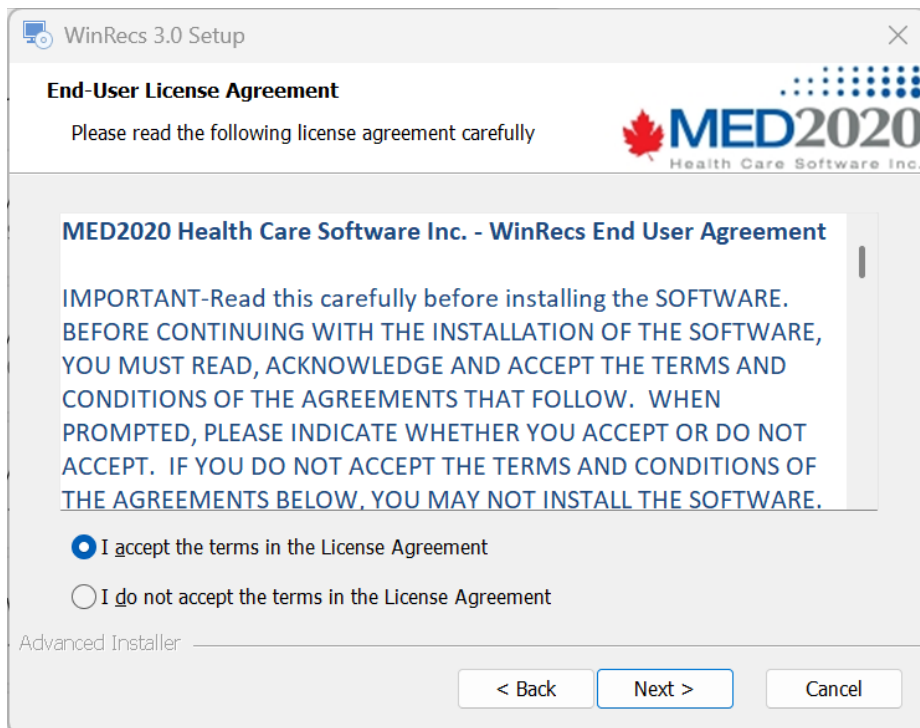 WinRecs 3.0 Setup
End-User License Agreement
Please read the following license agreement carefully
MED2020
Health Care Software Inc.
MED2020 Health Care Software Inc. - WinRecs End User Agreement
IMPORTANT-Read this carefully before installing the SOFTWARE.
BEFORE CONTINUING WITH THE INSTALLATION OF THE SOFTWARE,
YOU MUST READ, ACKNOWLEDGE AND ACCEPT THE TERMS AND
CONDITIONS OF THE AGREEMENTS THAT FOLLOW.  WHEN
PROMPTED, PLEASE INDICATE WHETHER YOU ACCEPT OR DO NOT
ACCEPT.  IF YOU DO NOT ACCEPT THE TERMS AND CONDITIONS OF
THE AGREEMENTS BELOW, YOU MAY NOT INSTALL THE SOFTWARE.
I accept the terms in the License Agreement
I do not accept the terms in the License Agreement
Advanced Installer
< Back
Next >
Cancel